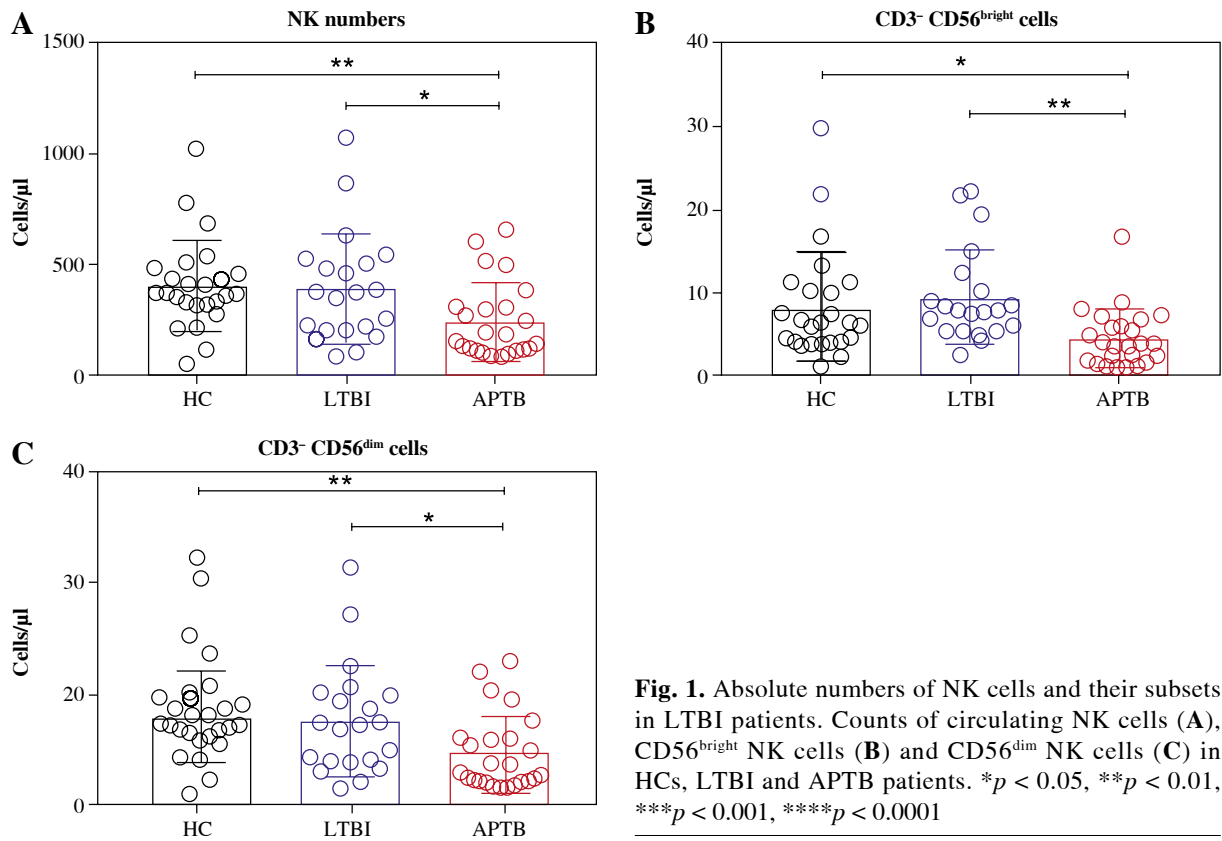 A
NK numbers
1500
1000
500
0
Cells/μl
**
*
HC
LTBI
APTB
B
CD3⁻ CD56ᵇʳⁱᵍʰᵗ cells
40
30
20
10
0
Cells/μl
*
**
HC
LTBI
APTB
C
CD3⁻ CD56ᵈⁱᵐ cells
40
30
20
10
0
Cells/μl
**
*
HC
LTBI
APTB
Fig. 1. Absolute numbers of NK cells and their subsets
in LTBI patients. Counts of circulating NK cells (A),
CD56ᵇʳⁱᵍʰᵗ NK cells (B) and CD56ᵈⁱᵐ NK cells (C) in
HCs, LTBI and APTB patients. *p < 0.05, **p < 0.01,
***p < 0.001, ****p < 0.0001